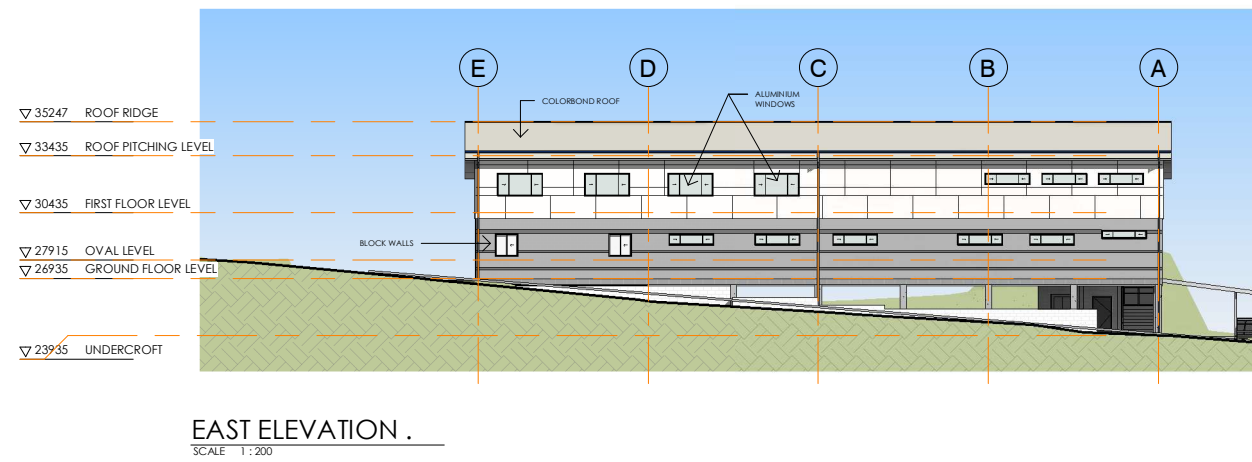 E D C B A
COLORBOND ROOF
ALUMINIUM
WINDOWS
35247 ROOF RIDGE
33435 ROOF PITCHING LEVEL
30435 FIRST FLOOR LEVEL
BLOCK WALLS
27915 OVAL LEVEL
26935 GROUND FLOOR LEVEL
23935 UNDERCROFT
EAST ELEVATION .
SCALE 1 : 200